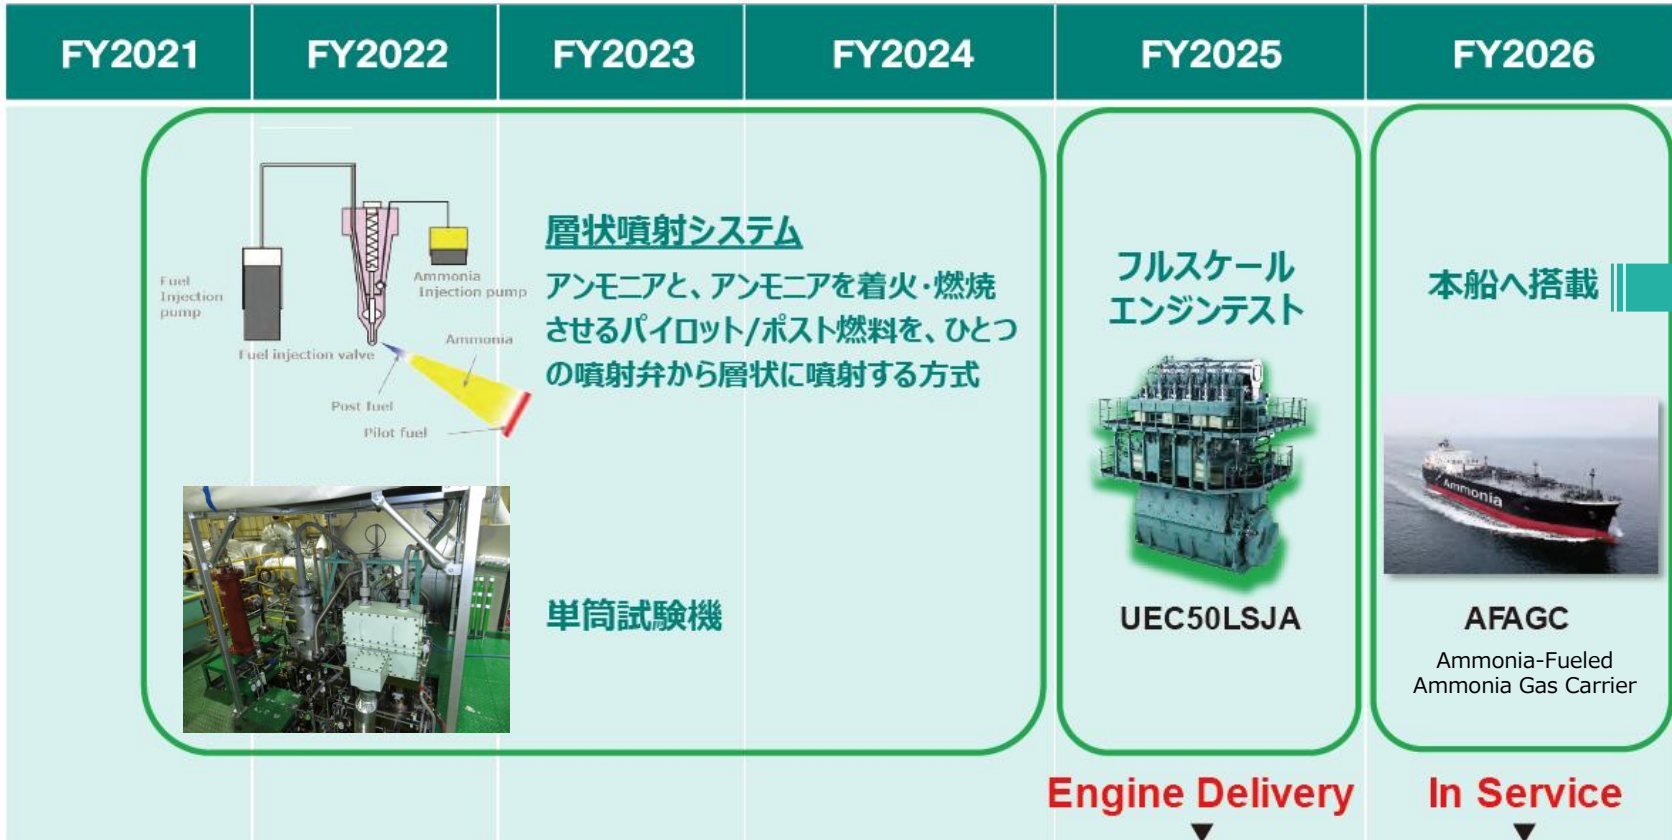 FY2021
FY2022
FY2023
FY2024
FY2025
FY2026
Fuel
Injection
pump
Ammonia
Injection pump
Fuel injection valve
Ammonia
Post fuel
Pilot fuel
層状噴射システム
アンモニアと、アンモニアを着火・燃焼
させるパイロット/ポスト燃料を、ひとつ
の噴射弁から層状に噴射する方式
単筒試験機
フルスケール
エンジンテスト
UEC50LSJA
本船へ搭載
Ammonia
AFAGC
Ammonia-Fueled
Ammonia Gas Carrier
Engine Delivery
In Service